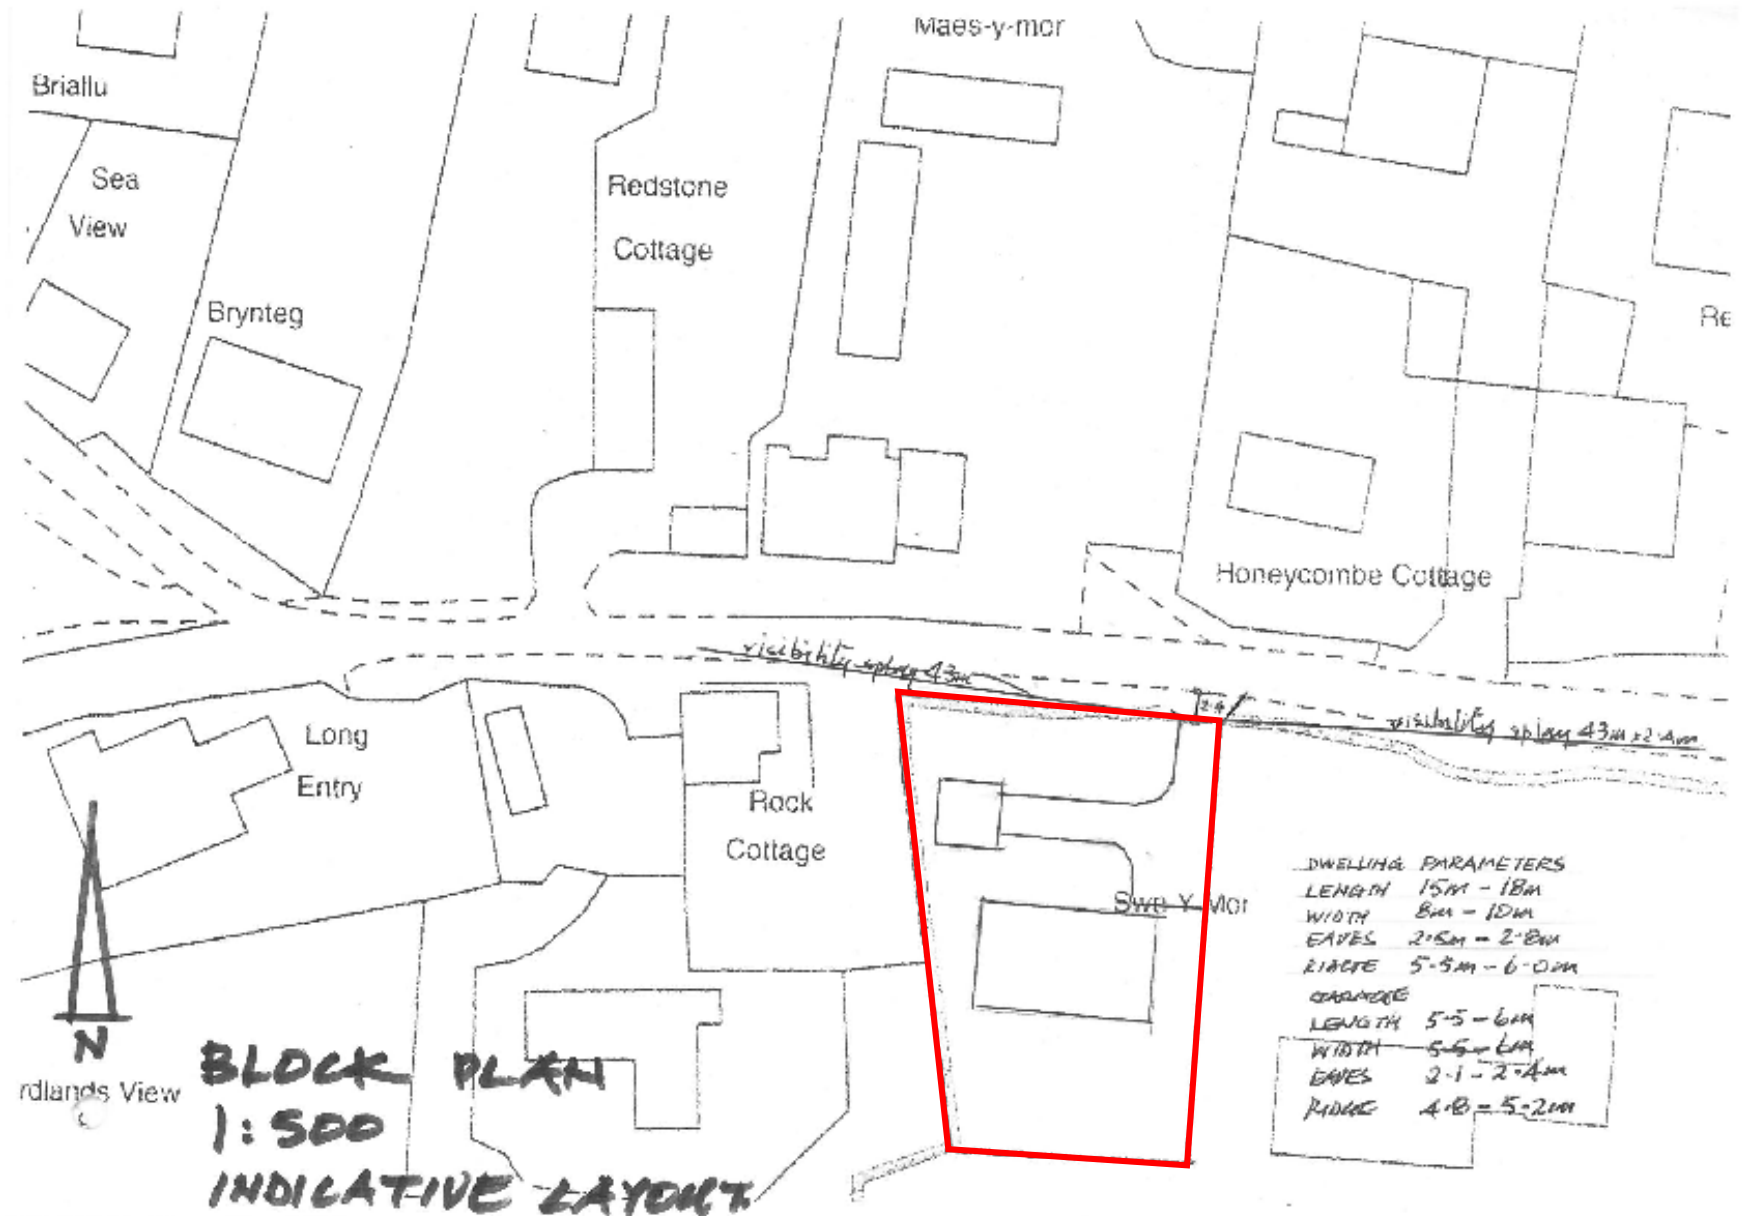 Maes-y-mor
Briallu
Sea
View
Redstone
Cottage
Brynteg
Re
Honeycombe Cottage
visibility splay 43m
2.4
visibility splay 43m x 2.4m
Long
Entry
Rock
Cottage
Swn-Y-Mor
DWELLING PARAMETERS
LENGTH 15m - 18m
WIDTH 8m - 10m
EAVES 2.5m - 2.8m
RIDGE 5.5m - 6.0m
GARAGE
LENGTH 5.5 - 6m
WIDTH 5.5 - 6m
EAVES 2.1 - 2.4m
RIDGE 4.8 - 5.2m
N
rdlands View
BLOCK PLAN
1:500
INDICATIVE LAYOUT